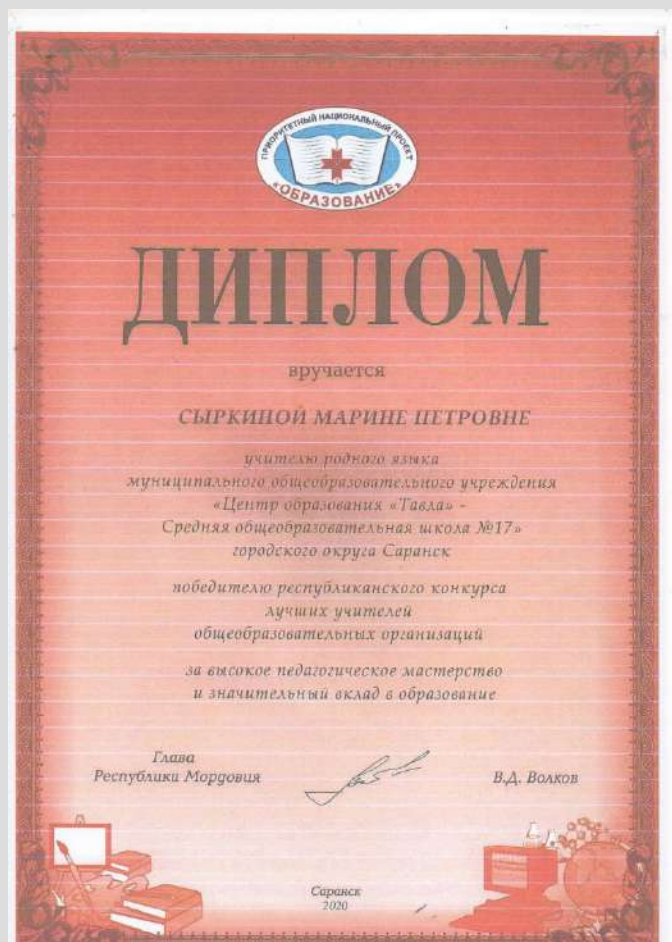 ПРИОРИТЕТНЫЙ НАЦИОНАЛЬНЫЙ ПРОЕКТ
«ОБРАЗОВАНИЕ»
ДИПЛОМ
вручается
СЫРКИНОЙ МАРИНЕ ПЕТРОВНЕ
учителю родного языка
муниципального общеобразовательного учреждения
«Центр образования «Тавла» -
Средняя общеобразовательная школа №17»
городского округа Саранск
победителю республиканского конкурса
лучших учителей
общеобразовательных организаций
за высокое педагогическое мастерство
и значительный вклад в образование
Глава
Республики Мордовия
В.Д. Волков
Саранск
2020